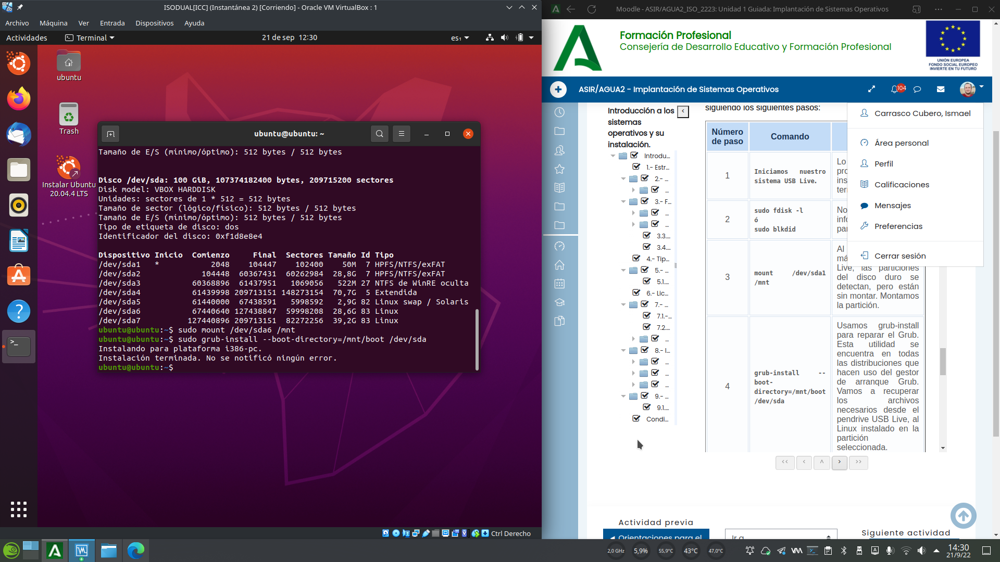 ISODUAL[ICC] (Instantánea 2) [Corriendo] - Oracle VM VirtualBox : 1
Archivo Máquina Ver Entrada Dispositivos Ayuda
Actividades Terminal 21 de sep 12:30 es₁
ubuntu
Trash
Instalar Ubuntu
20.04.4 LTS
ubuntu@ubuntu: ~
Tamaño de E/S (mínimo/óptimo): 512 bytes / 512 bytes
Disco /dev/sda: 100 GiB, 107374182400 bytes, 209715200 sectores
Disk model: VBOX HARDDISK
Unidades: sectores de 1 * 512 = 512 bytes
Tamaño de sector (lógico/físico): 512 bytes / 512 bytes
Tamaño de E/S (mínimo/óptimo): 512 bytes / 512 bytes
Tipo de etiqueta de disco: dos
Identificador del disco: 0xf1d8e8e4
Dispositivo Inicio Comienzo Final Sectores Tamaño Id Tipo
/dev/sda1 * 2048 104447 102400 50M 7 HPFS/NTFS/exFAT
/dev/sda2 104448 60367431 60262984 28,8G 7 HPFS/NTFS/exFAT
/dev/sda3 60368896 61437951 1069056 522M 27 NTFS de WinRE oculta
/dev/sda4 61439998 209713151 148273154 70,7G 5 Extendida
/dev/sda5 61440000 67438591 5998592 2,9G 82 Linux swap / Solaris
/dev/sda6 67440640 127438847 59998208 28,6G 83 Linux
/dev/sda7 127440896 209713151 82272256 39,2G 83 Linux
ubuntu@ubuntu:~$ sudo mount /dev/sda6 /mnt
ubuntu@ubuntu:~$ sudo grub-install --boot-directory=/mnt/boot /dev/sda
Instalando para plataforma i386-pc.
Instalación terminada. No se notificó ningún error.
ubuntu@ubuntu:~$
Ctrl Derecho
Moodle - ASIR/AGUA2_ISO_2223: Unidad 1 Guiada: Implantación de Sistemas Operativos
Formación Profesional
Consejería de Desarrollo Educativo y Formación Profesional
UNIÓN EUROPEA
FONDO SOCIAL EUROPEO
INVIERTE EN TU FUTURO
ASIR/AGUA2 - Implantación de Sistemas Operativos
104
Introducción a los
sistemas
operativos y su
instalación.
Introdu...
1.- Estr...
2.- ...
...
3.- F...
...
...
3.3....
3.4....
4.- Tip...
5.- ...
5.1....
6.- Lic...
7.- ...
7.1.-...
7.2....
...
8.- I...
...
...
...
9.- ...
9.1....
Condi...
siguiendo los siguientes pasos:
Número
de paso
Comando
1
Iniciamos nuestro
sistema USB Live.
Lo
pro
ins
ter
2
sudo fdisk -l
ó
sudo blkdid
No
info
par
3
mount /dev/sda1
/mnt
Al
má
Live, las particiones
del disco duro se
detectan, pero están
sin montar. Montamos
la partición.
4
grub-install --
boot-
directory=/mnt/boot
/dev/sda
Usamos grub-install
para reparar el Grub.
Esta utilidad se
encuentra en todas
las distribuciones que
hacen uso del gestor
de arranque Grub.
Vamos a recuperar
los archivos
necesarios desde el
pendrive USB Live, al
Linux instalado en la
partición
seleccionada.
Carrasco Cubero, Ismael
Área personal
Perfil
Calificaciones
Mensajes
Preferencias
Cerrar sesión
<< < ^ > >>
Actividad previa
◄ Orientaciones para el
Ir a
Siguiente actividad
2,0 GHz 5,9% 55,9°C 43°C 47,0°C
14:30
21/9/22